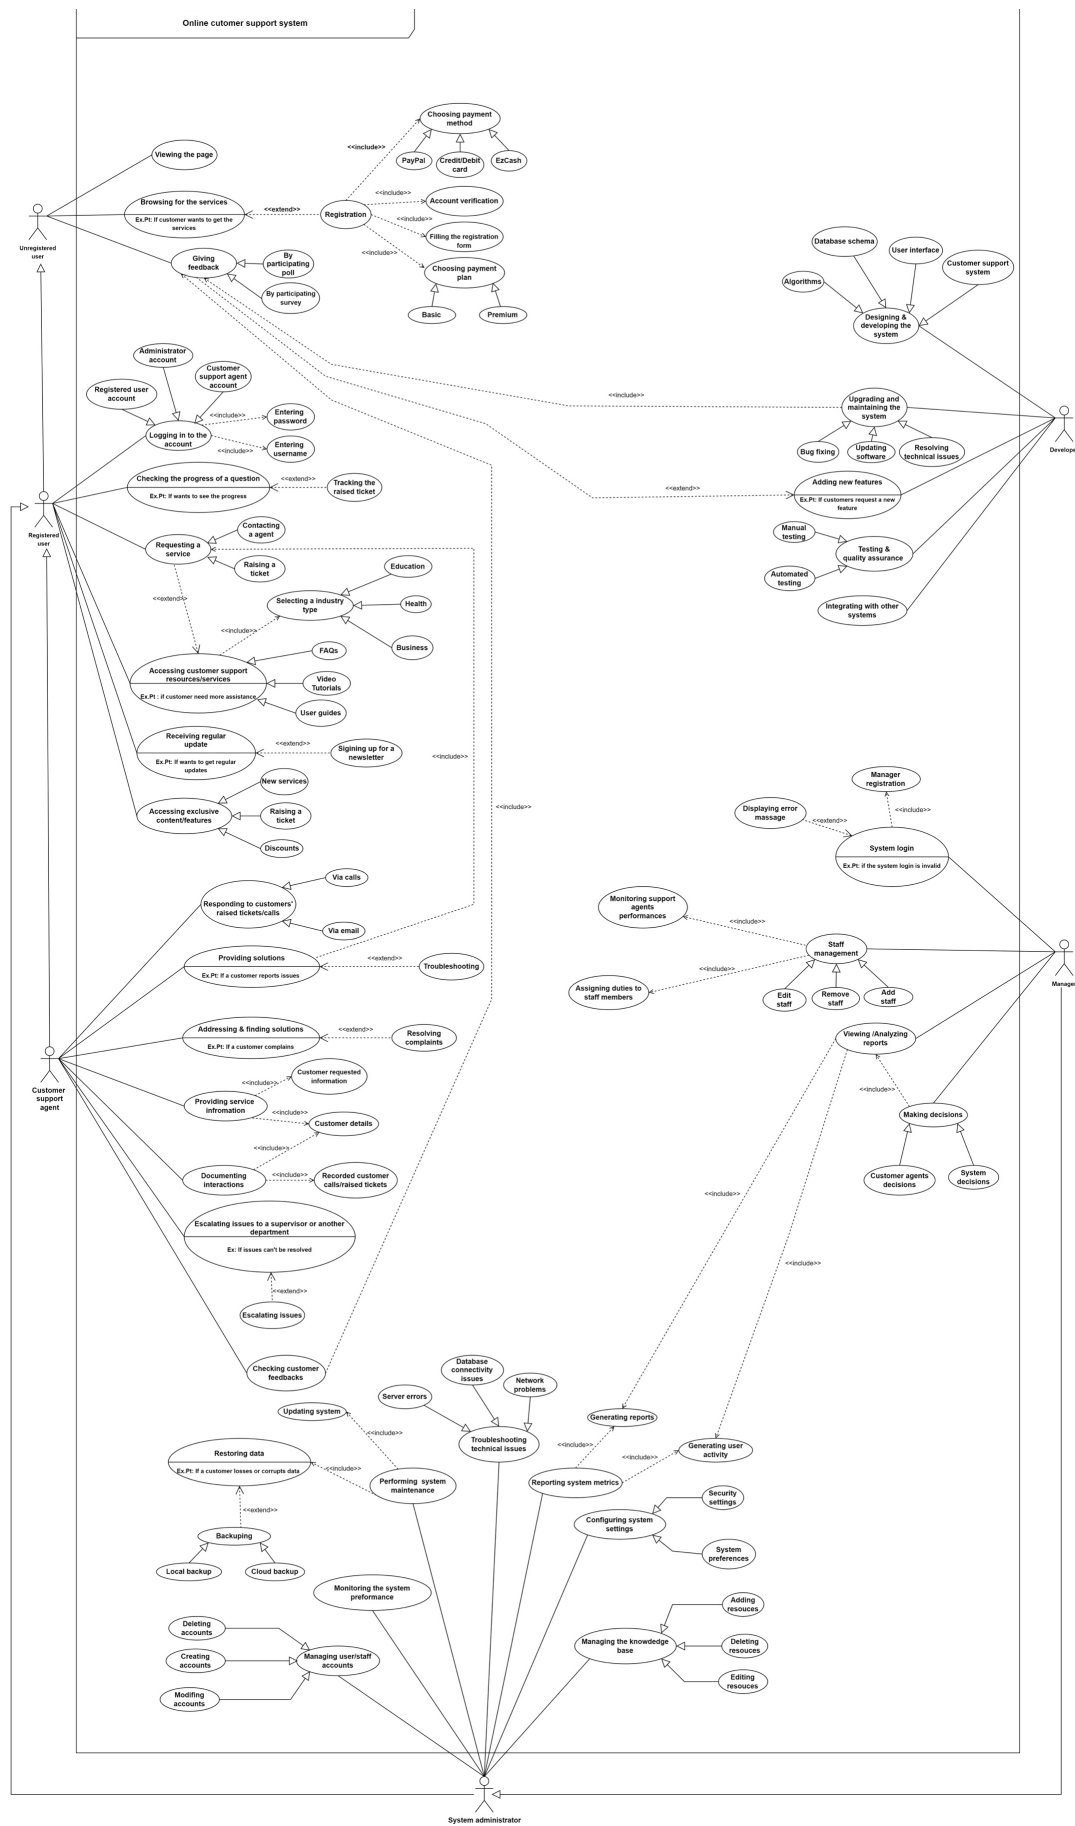 Online cutomer support system
Choosing payment
method
<<include>>
PayPal
Credit/Debit
card
EzCash
Viewing the page
Browsing for the services
Ex.Pt: If customer wants to get the
services
<<extend>>
Registration
<<include>>
Account verification
<<include>>
Filling the registration
form
<<include>>
Choosing payment
plan
Basic
Premium
Unregistered
user
Giving
feedback
By
participating
poll
By participating
survey
Database schema
User interface
Customer support
system
Algorithms
Designing &
developing the
system
Administrator
account
Customer
support agent
account
Registered user
account
Logging in to the
account
<<include>>
Entering
password
<<include>>
Entering
username
<<include>>
Upgrading and
maintaining the
system
Bug fixing
Updating
software
Resolving
technical issues
Develope
Checking the progress of a question
Ex.Pt: If wants to see the progress
<<extend>>
Tracking the
raised ticket
<<extend>>
Adding new features
Ex.Pt: If customers request a new
feature
Registered
user
Requesting a
service
Contacting
a agent
Raising a
ticket
Manual
testing
Testing &
quality assurance
Automated
testing
Integrating with other
systems
<<extend>>
<<include>>
Selecting a industry
type
Education
Health
Business
Accessing customer support
resources/services
Ex.Pt : if customer need more assistance
FAQs
Video
Tutorials
User guides
Receiving regular
update
Ex.Pt: If wants to get regular
updates
<<extend>>
Sigining up for a
newsletter
<<include>>
<<include>>
Accessing exclusive
content/features
New services
Raising a
ticket
Discounts
Manager
registration
<<include>>
Displaying error
massage
<<extend>>
System login
Ex.Pt: if the system login is invalid
Responding to customers'
raised tickets/calls
Via calls
Via email
Monitoring support
agents
performances
<<include>>
Staff
management
<<include>>
Assigning duties to
staff members
Edit
staff
Remove
staff
Add
staff
Manage
Providing solutions
Ex.Pt: If a customer reports issues
<<extend>>
Troubleshooting
Addressing & finding solutions
Ex.Pt: If a customer complains
<<extend>>
Resolving
complaints
Viewing /Analyzing
reports
<<include>>
Making decisions
Customer agents
decisions
System
decisions
Customer
support
agent
Providing service
infromation
<<include>>
Customer requested
information
<<include>>
Customer details
<<include>>
Documenting
interactions
<<include>>
Recorded customer
calls/raised tickets
<<include>>
<<include>>
Escalating issues to a supervisor or another
department
Ex: If issues can't be resolved
<<extend>>
Escalating issues
Checking customer
feedbacks
Updating system
<<include>>
Restoring data
Ex.Pt: If a customer losses or corrupts data
<<include>>
Performing  system
maintenance
<<extend>>
Backuping
Local backup
Cloud backup
Server errors
Database
connectivity
issues
Network
problems
Troubleshooting
technical issues
Generating reports
<<include>>
Generating user
activity
<<include>>
Reporting system metrics
Security
settings
Configuring system
settings
System
preferences
Monitoring the system
preformance
Deleting
accounts
Creating
accounts
Modifing
accounts
Managing user/staff
accounts
Adding
resouces
Managing the knowdedge
base
Deleting
resouces
Editing
resouces
System administrator